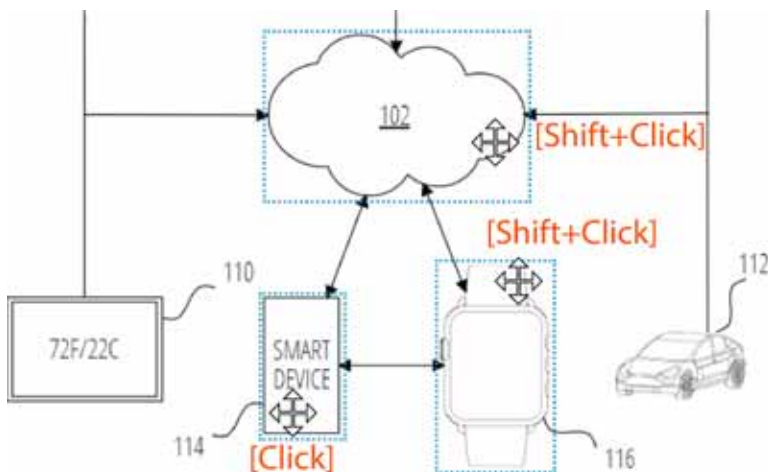 102
[Shift+Click]
[Shift+Click]
110
112
72F/22C
SMART
DEVICE
114
116
[Click]